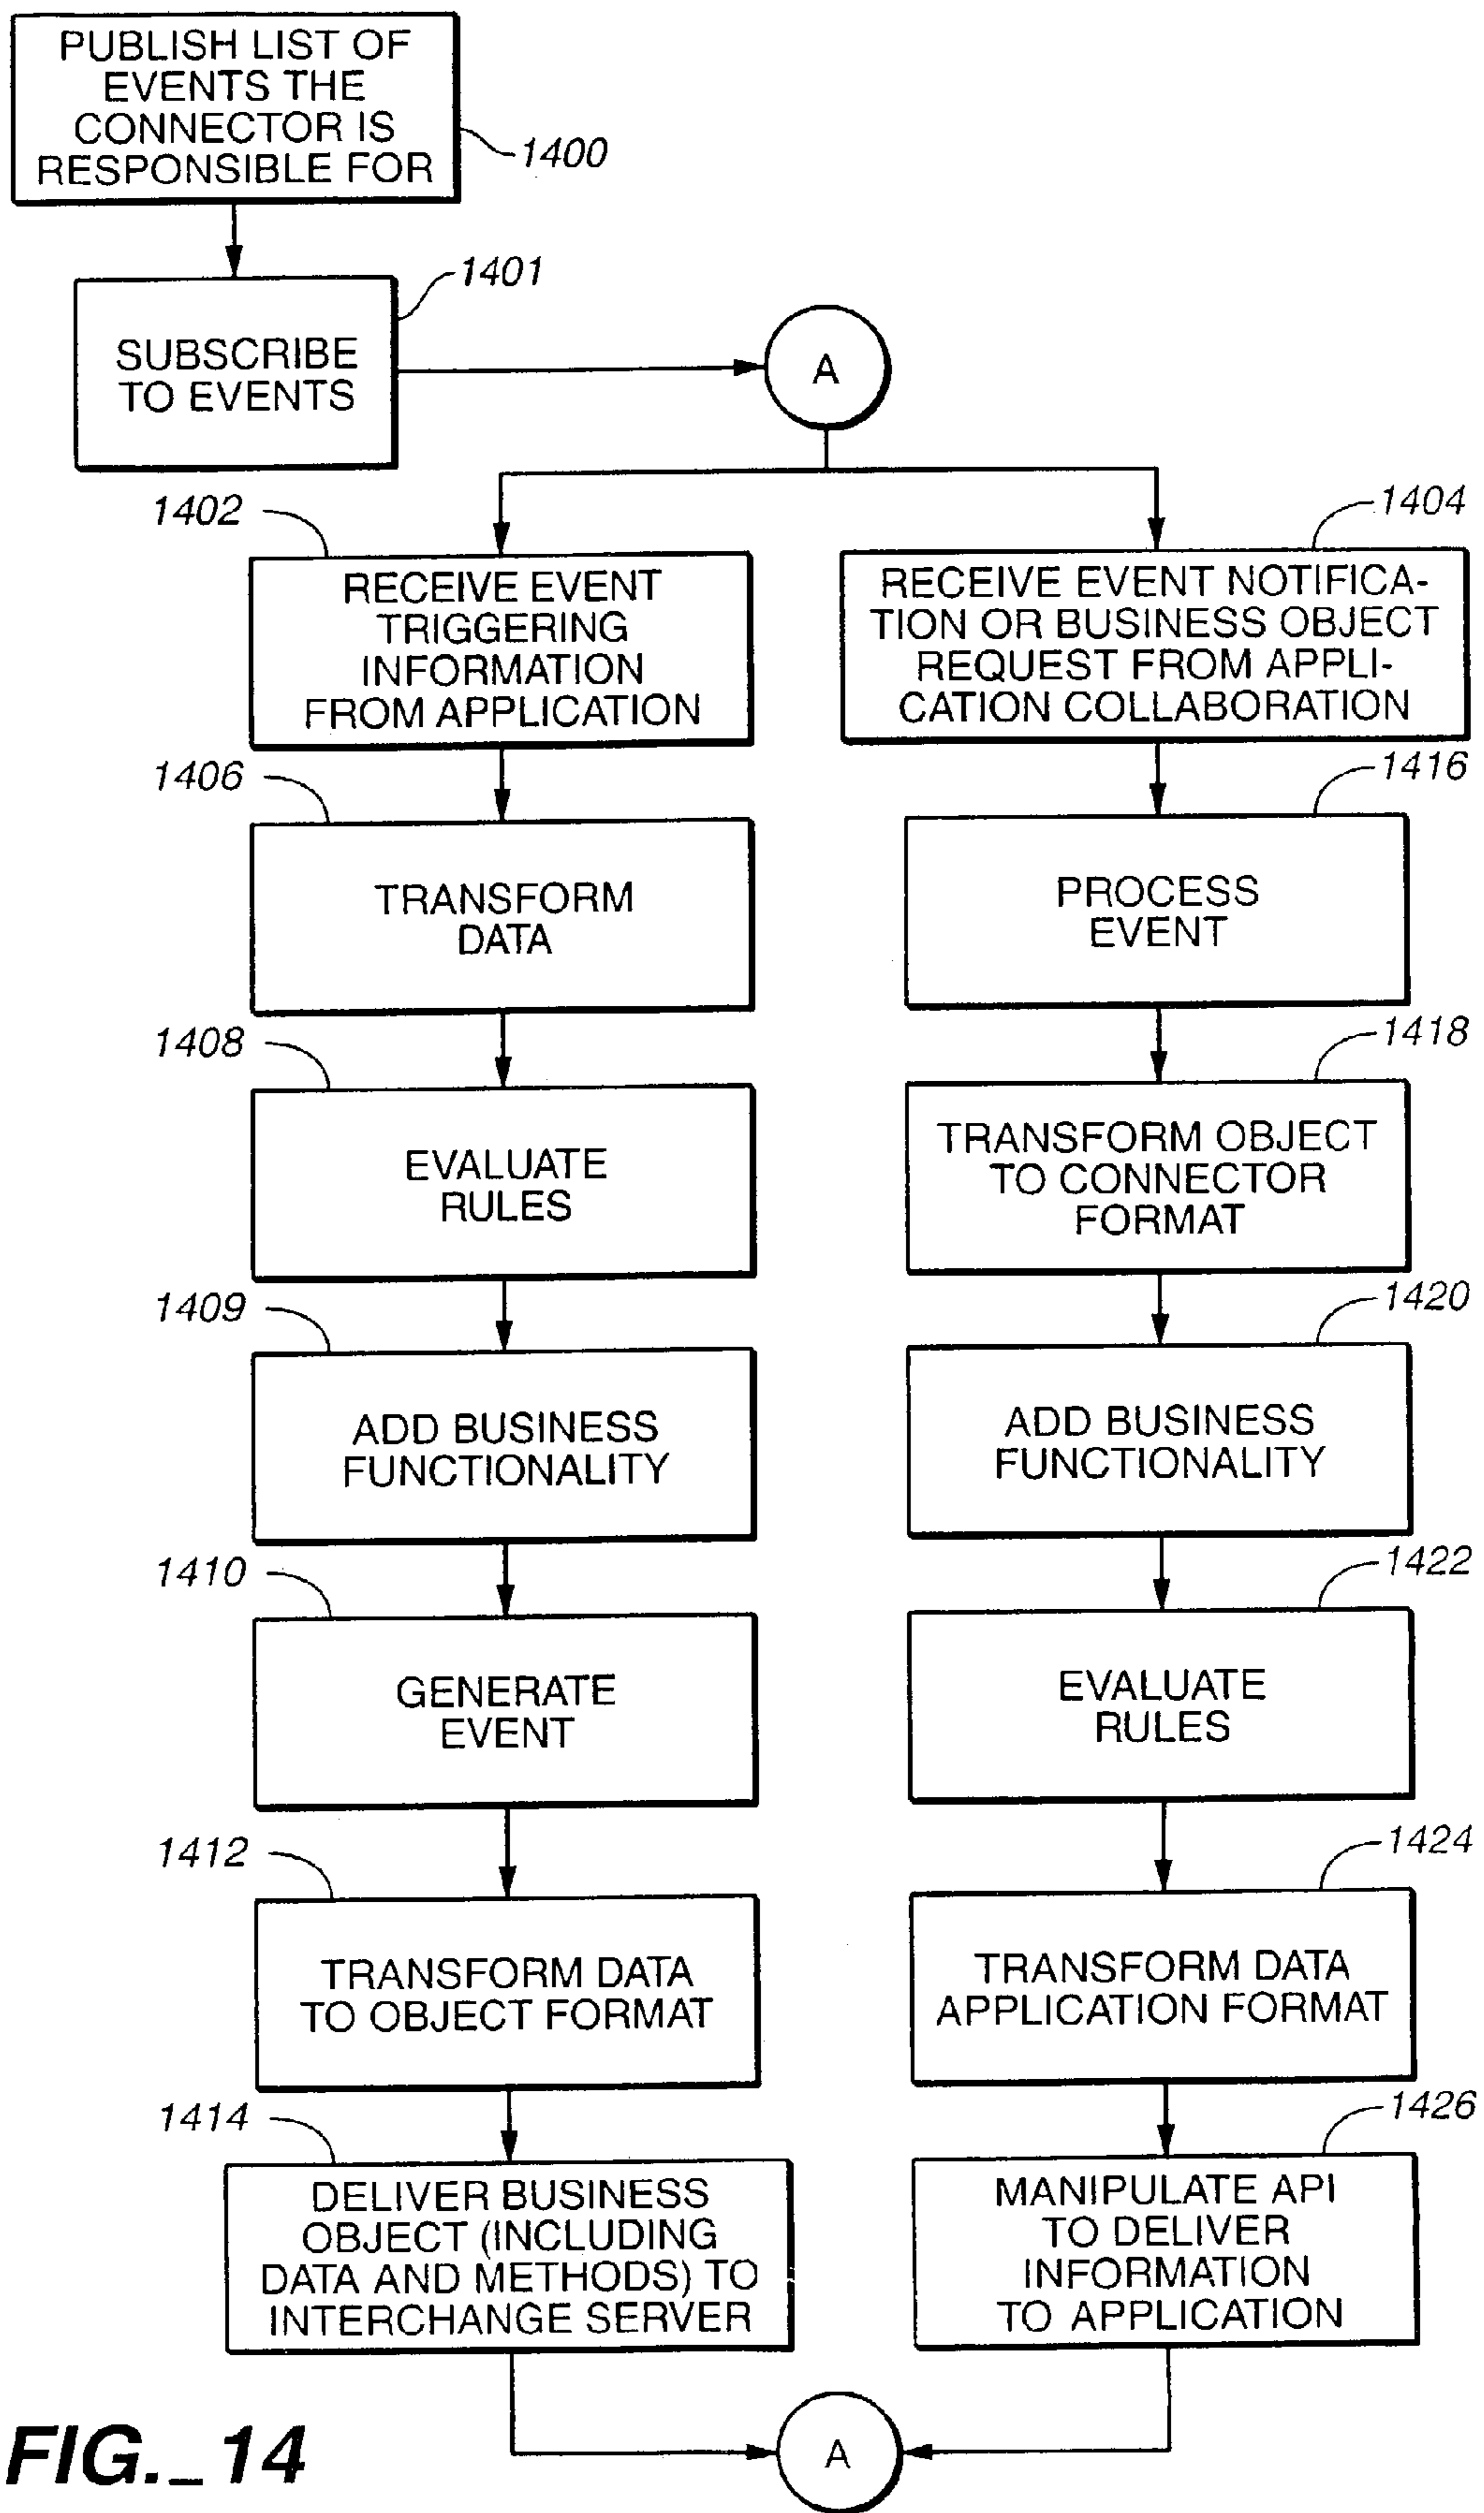 PUBLISH LIST OF
EVENTS THE
CONNECTOR IS
RESPONSIBLE FOR
1400
1401
SUBSCRIBE
TO EVENTS
A
1402
RECEIVE EVENT
TRIGGERING
INFORMATION
FROM APPLICATION
1404
RECEIVE EVENT NOTIFICA-
TION OR BUSINESS OBJECT
REQUEST FROM APPLI-
CATION COLLABORATION
1406
TRANSFORM
DATA
1416
PROCESS
EVENT
1408
EVALUATE
RULES
1418
TRANSFORM OBJECT
TO CONNECTOR
FORMAT
1409
ADD BUSINESS
FUNCTIONALITY
1420
ADD BUSINESS
FUNCTIONALITY
1410
GENERATE
EVENT
1422
EVALUATE
RULES
1412
TRANSFORM DATA
TO OBJECT FORMAT
1424
TRANSFORM DATA
APPLICATION FORMAT
1414
DELIVER BUSINESS
OBJECT (INCLUDING
DATA AND METHODS) TO
INTERCHANGE SERVER
1426
MANIPULATE API
TO DELIVER
INFORMATION
TO APPLICATION
A
FIG._14